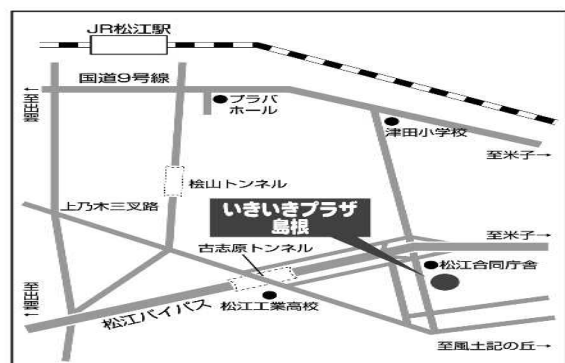 JR松江駅
国道9号線
←至出雲
プラバ
ホール
津田小学校
至米子→
桧山トンネル
上乃木三叉路
いきいきプラザ
島根
古志原トンネル
至米子→
松江合同庁舎
松江工業高校
松江バイパス
←至出雲
至風土記の丘→